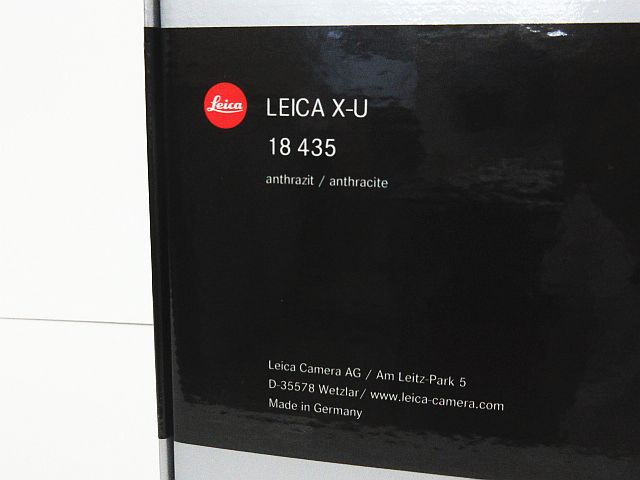 Leica
LEICA X-U
18 435
anthrazit / anthracite
Leica Camera AG / Am Leitz-Park 5
D-35578 Wetzlar/ www.leica-camera.com
Made in Germany